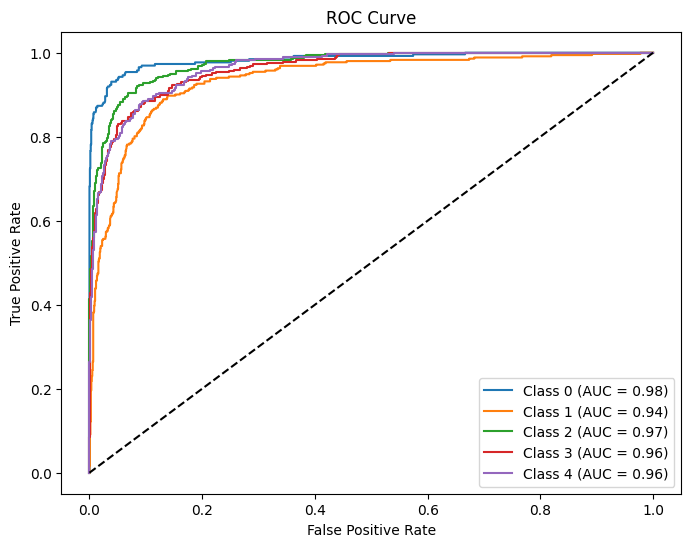 ROC Curve
1.0
0.8
0.6
0.4
0.2
0.0
True Positive Rate
Class 0 (AUC = 0.98)
Class 1 (AUC = 0.94)
Class 2 (AUC = 0.97)
Class 3 (AUC = 0.96)
Class 4 (AUC = 0.96)
0.0 0.2 0.4 0.6 0.8 1.0
False Positive Rate